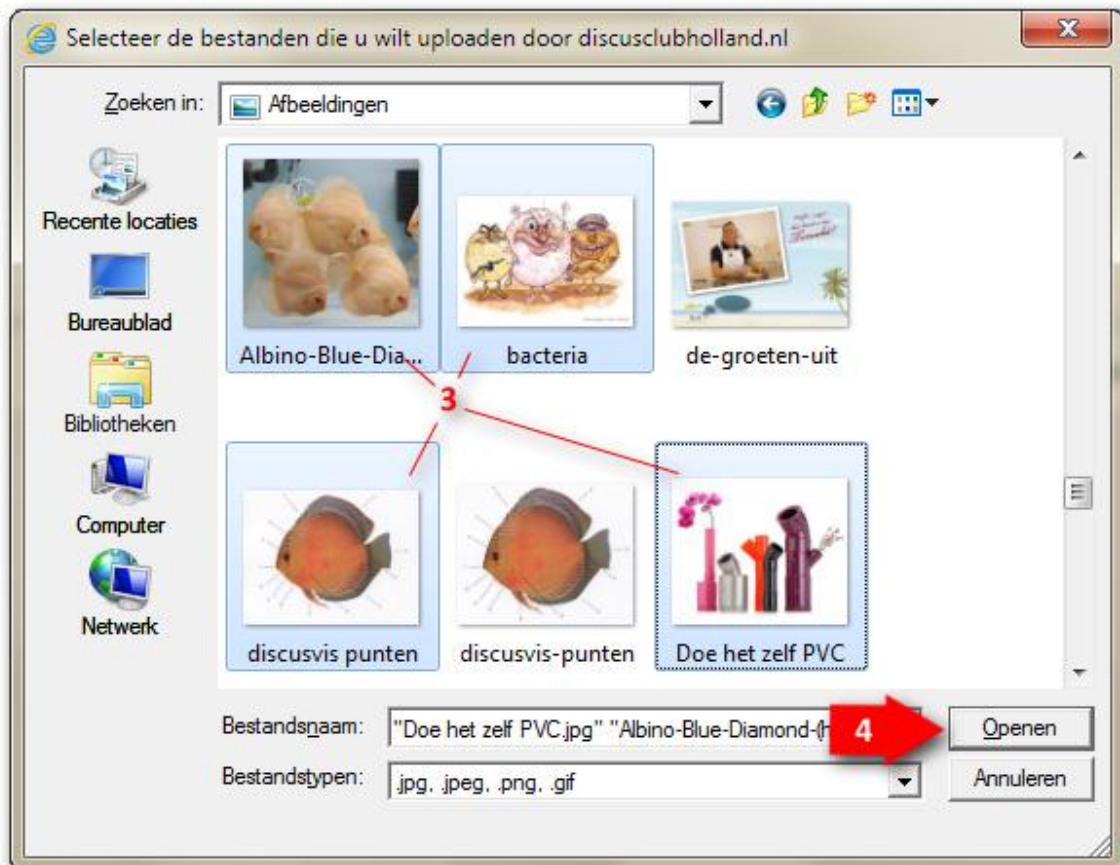 Selecteer de bestanden die u wilt uploaden door discusclubholland.nl
X
Zoeken in:
Afbeeldingen
Recente locaties
Bureaublad
Bibliotheken
Computer
Netwerk
Albino-Blue-Dia...
bacteria
de-groeten-uit
3
discusvis punten
discusvis-punten
Doe het zelf PVC
Bestandsnaam:
"Doe het zelf PVC.jpg" "Albino-Blue-Diamond-(h
4
Openen
Bestandstypen:
.jpg, .jpeg, .png, .gif
Annuleren